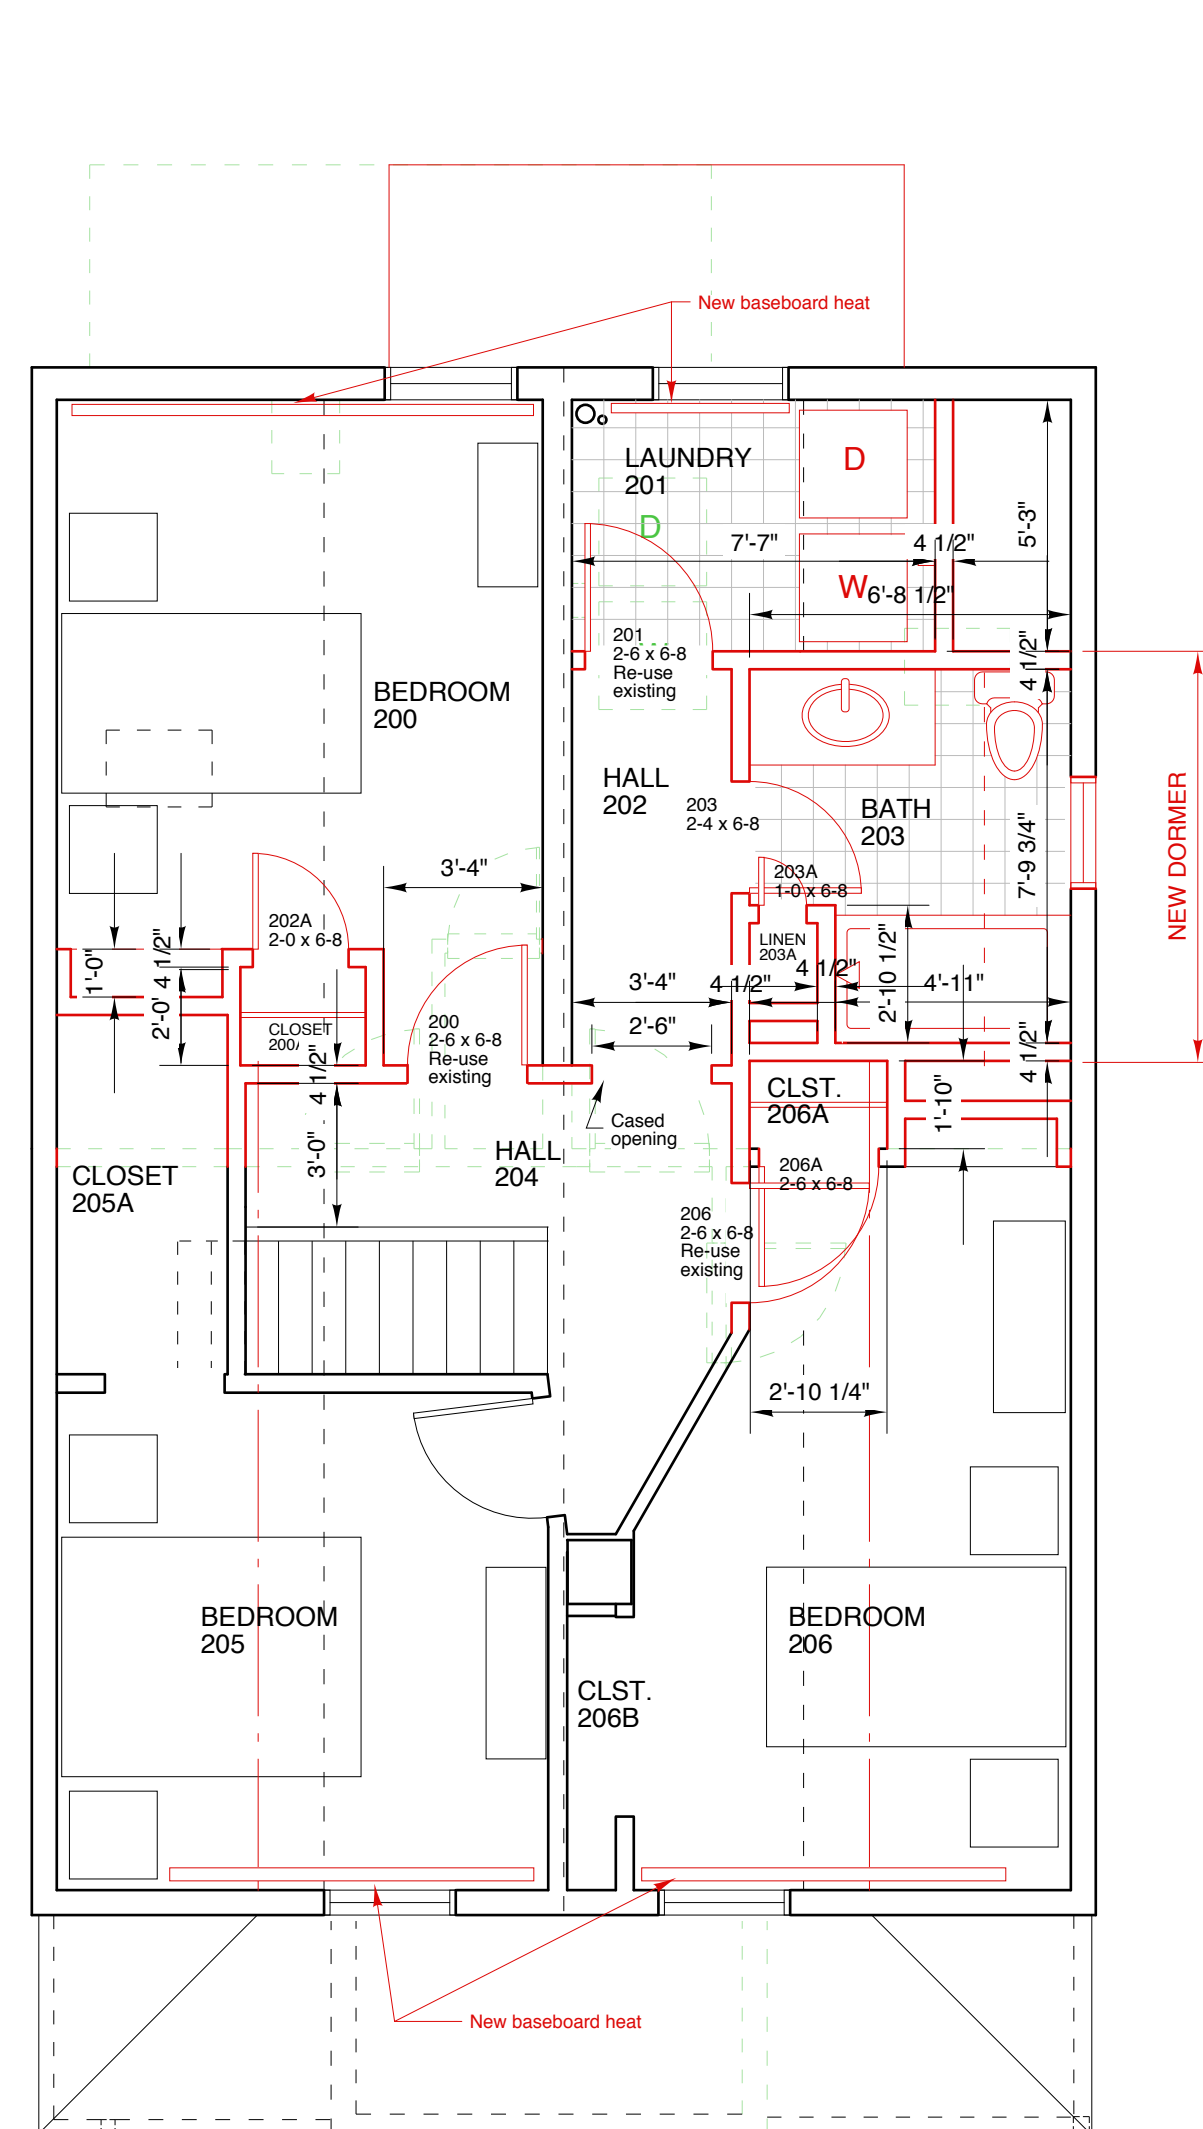 New baseboard heat
LAUNDRY
201
D
D
7'-7"
4 1/2"
5'-3"
W
6'-8 1/2"
201
2-6 x 6-8
Re-use
existing
4 1/2"
BEDROOM
200
HALL
202
203
2-4 x 6-8
BATH
203
7'-9 3/4"
NEW DORMER
3'-4"
203A
1-0 x 6-8
202A
2-0 x 6-8
LINEN
203A
1'-0"
4 1/2"
2'-0"
3'-4"
4 1/2"
4 1/2"
2'-10 1/2"
4'-11"
CLOSET
200A
200
2-6 x 6-8
Re-use
existing
2'-6"
4 1/2"
4 1/2"
CLST.
206A
1'-10"
Cased
opening
3'-0"
HALL
204
CLOSET
205A
206A
2-6 x 6-8
206
2-6 x 6-8
Re-use
existing
2'-10 1/4"
BEDROOM
205
BEDROOM
206
CLST.
206B
New baseboard heat